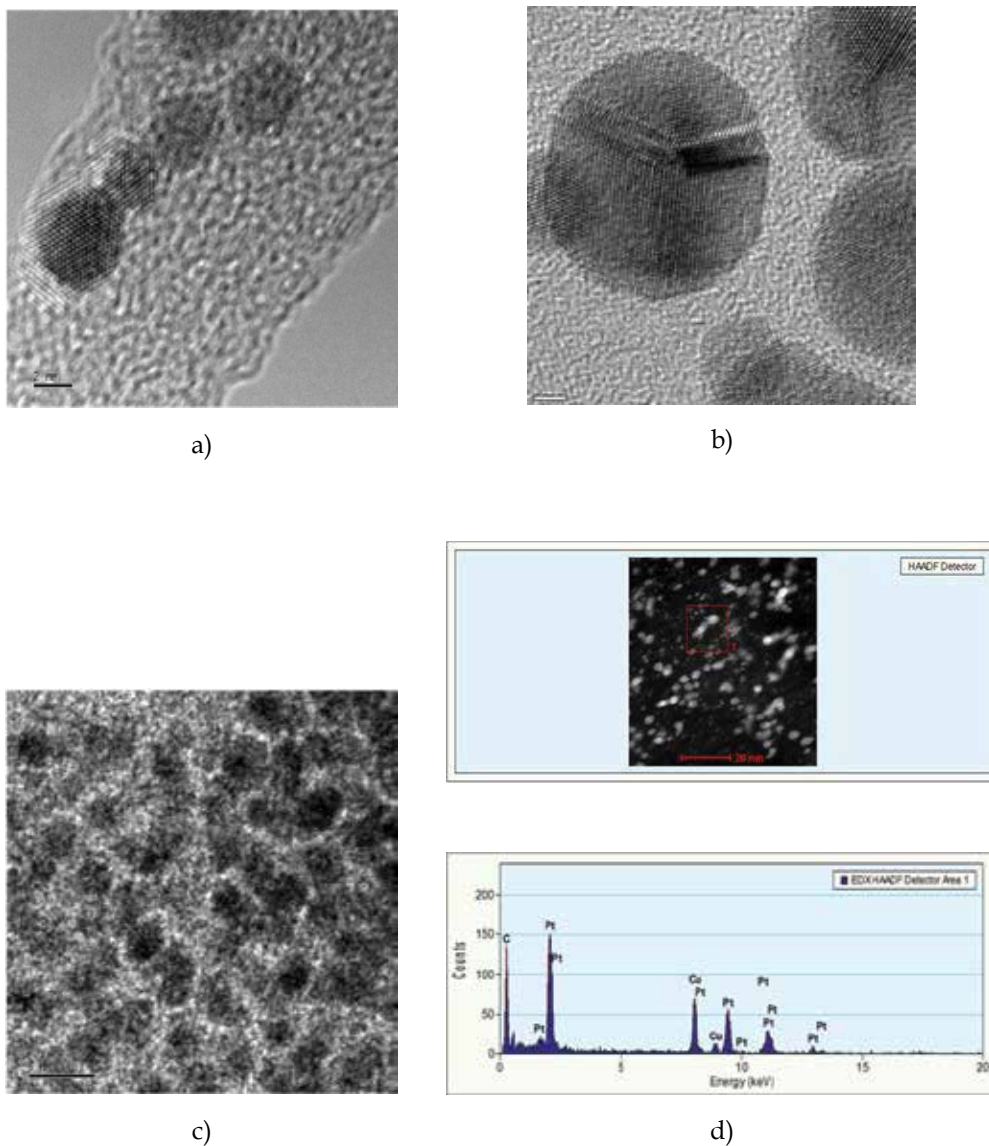 2 nm
a)
b)
HAADF Detector
1
20 nm
c)
EDX HAADF Detector Area 1
Counts
200
150
100
50
0
C
Pt
Pt
Pt
Cu
Pt
Cu
Pt
Pt
Pt
Pt
Pt
Pt
Pt
0
5
10
15
20
Energy (keV)
d)